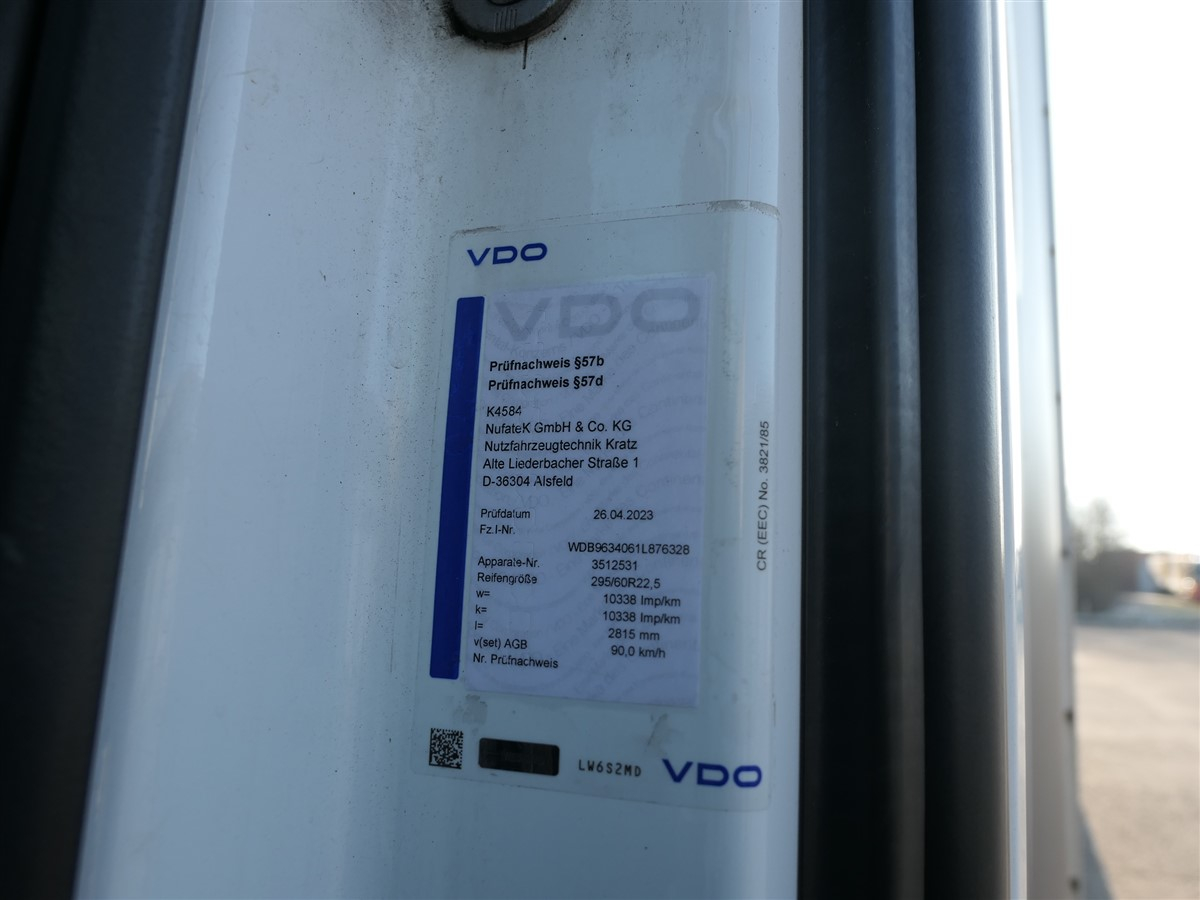 VDO
VDO
Prüfnachweis §57b
Prüfnachweis §57d
K4584
NufateK GmbH & Co. KG
Nutzfahrzeugtechnik Kratz
Alte Liederbacher Straße 1
D-36304 Alsfeld
Prüfdatum 26.04.2023
Fz.I-Nr.
WDB9634061L876328
Apparate-Nr. 3512531
Reifengröße 295/60R22,5
w= 10338 Imp/km
k= 10338 Imp/km
l= 2815 mm
v(set) AGB 90,0 km/h
Nr. Prüfnachweis
CR (EEC) No. 3821/85
LW6S2MD
VDO